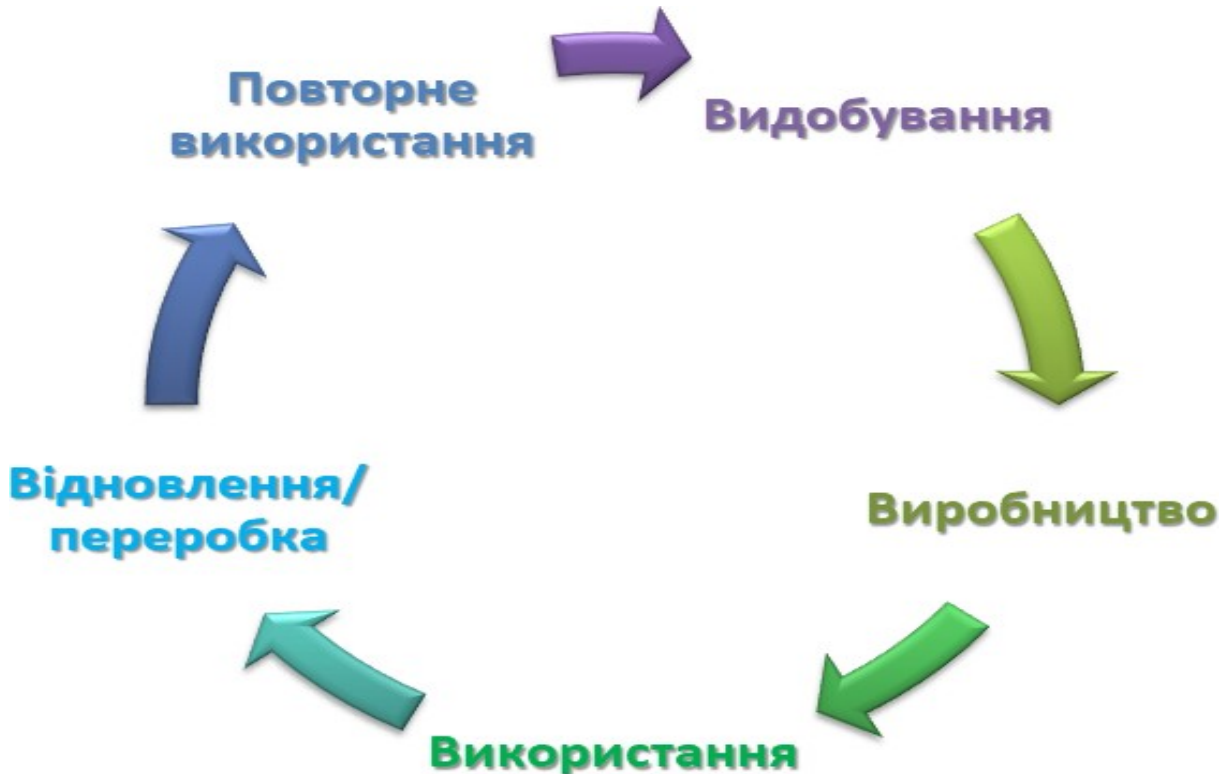 Повторне
використання
Видобування
Виробництво
Використання
Відновлення/
переробка